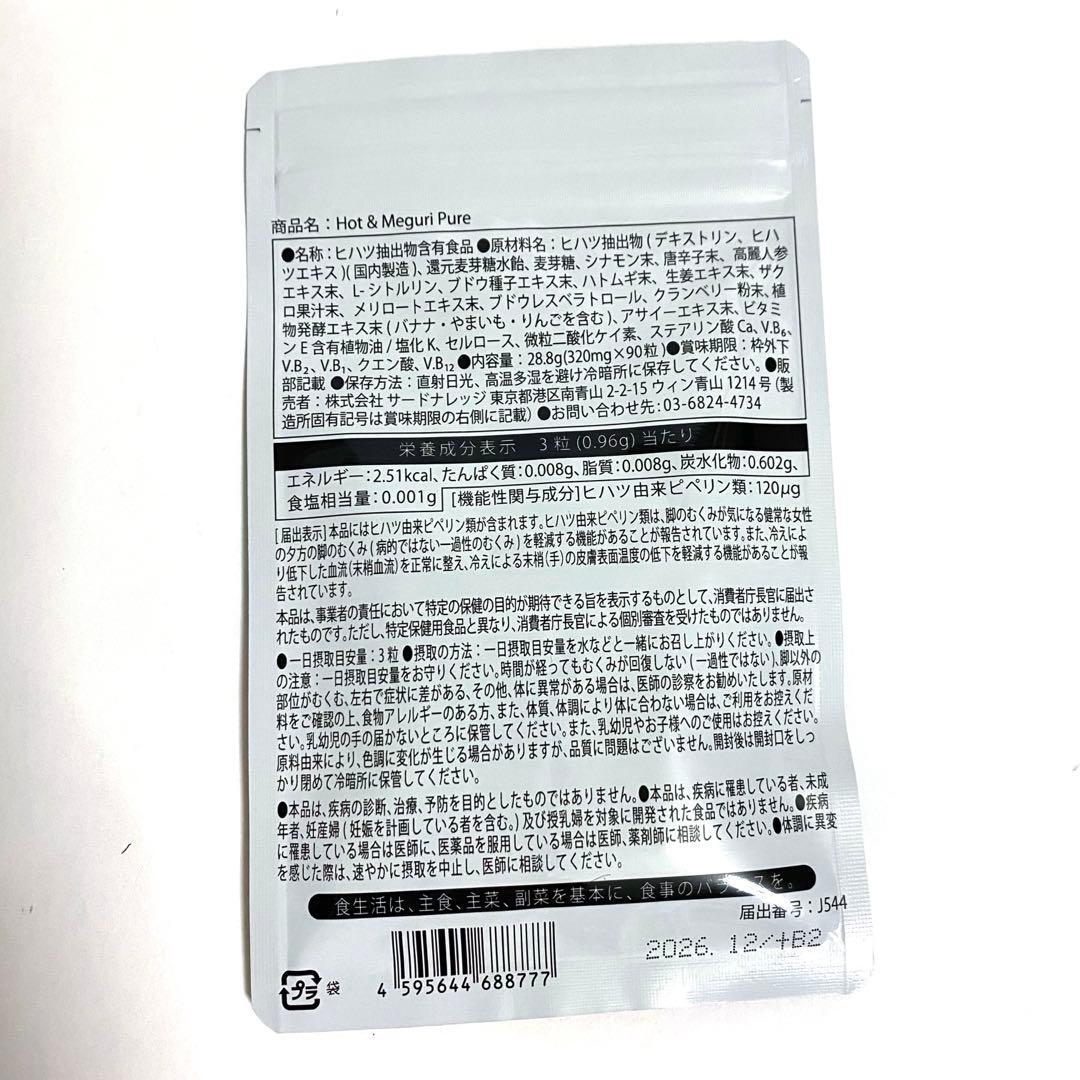 商品名：Hot & Meguri Pure
●名称：ヒハツ抽出物含有食品 ●原材料名：ヒハツ抽出物 ( デキストリン、ヒハ
ツエキス )( 国内製造 )、還元麦芽糖水飴、麦芽糖、シナモン末、唐辛子末、高麗人参
エキス末、L- シトルリン、ブドウ種子エキス末、ハトムギ末、生姜エキス末、ザク
ロ果汁末、メリロートエキス末、ブドウレスベラトロール、クランベリー粉末、植
物発酵エキス末 ( バナナ・やまいも・りんごを含む )、アサイーエキス末、ビタミ
ン E 含有植物油 / 塩化 K、セルロース、微粒二酸化ケイ素、ステアリン酸 Ca、V.B₆、
V.B₂、V.B₁、クエン酸、V.B₁₂ ●内容量：28.8g(320mg×90粒 ) ●賞味期限：枠外下
部記載 ●保存方法：直射日光、高温多湿を避け冷暗所に保存してください。●販
売者：株式会社 サードナレッジ 東京都港区南青山 2-2-15 ウィン青山 1214 号 (製
造所固有記号は賞味期限の右側に記載) ●お問い合わせ先：03-6824-4734
栄養成分表示　3 粒 (0.96g) 当たり
エネルギー：2.51kcal、たんぱく質：0.008g、脂質：0.008g、炭水化物：0.602g、
食塩相当量：0.001g [機能性関与成分]ヒハツ由来ピペリン類：120μg
[ 届出表示 ] 本品にはヒハツ由来ピペリン類が含まれます。ヒハツ由来ピペリン類は、脚のむくみが気になる健常な女性
の夕方の脚のむくみ ( 病的ではない一過性のむくみ ) を軽減する機能があることが報告されています。また、冷えによ
り低下した血流(末梢血流)を正常に整え、冷えによる末梢(手)の皮膚表面温度の低下を軽減する機能があることが報
告されています。
本品は、事業者の責任において特定の保健の目的が期待できる旨を表示するものとして、消費者庁長官に届出さ
れたものです。ただし、特定保健用食品と異なり、消費者庁長官による個別審査を受けたものではありません。
●一日摂取目安量：3 粒 ●摂取の方法：一日摂取目安量を水などと一緒にお召し上がりください。●摂取上
の注意：一日摂取目安量をお守りください。時間が経ってもむくみが回復しない (一過性ではない)、脚以外の
部位がむくむ、左右で症状に差がある、その他、体に異常がある場合は、医師の診察をお勧めいたします。原材
料をご確認の上、食物アレルギーのある方、また、体質、体調により体に合わない場合は、ご利用をお控えくだ
さい。乳幼児の手の届かないところに保管してください。また、乳幼児やお子様へのご使用はお控えください。
原料由来により、色調に変化が生じる場合がありますが、品質に問題はございません。開封後は開封口をしっ
かり閉めて冷暗所に保管してください。
●本品は、疾病の診断、治療、予防を目的としたものではありません。●本品は、疾病に罹患している者、未成
年者、妊産婦 ( 妊娠を計画している者を含む。) 及び授乳婦を対象に開発された食品ではありません。●疾病
に罹患している場合は医師に、医薬品を服用している場合は医師、薬剤師に相談してください。●体調に異変
を感じた際は、速やかに摂取を中止し、医師に相談してください。
食生活は、主食、主菜、副菜を基本に、食事のバランスを。
届出番号：J544
2026. 12/+B2
プラ 袋
4 595644 688777